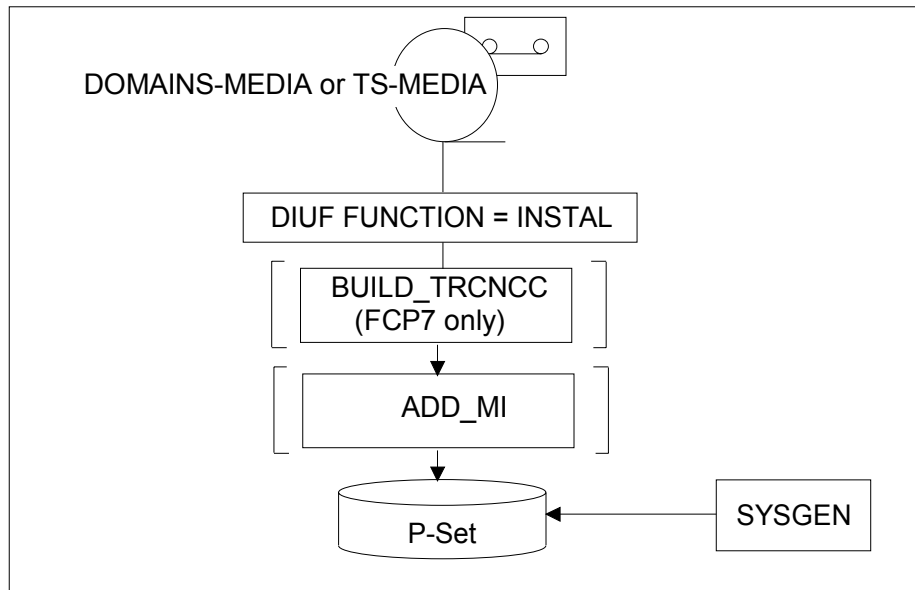 DOMAINS-MEDIA or TS-MEDIA
DIUF FUNCTION = INSTAL
BUILD_TRCNCC
(FCP7 only)
ADD_MI
P-Set
SYSGEN